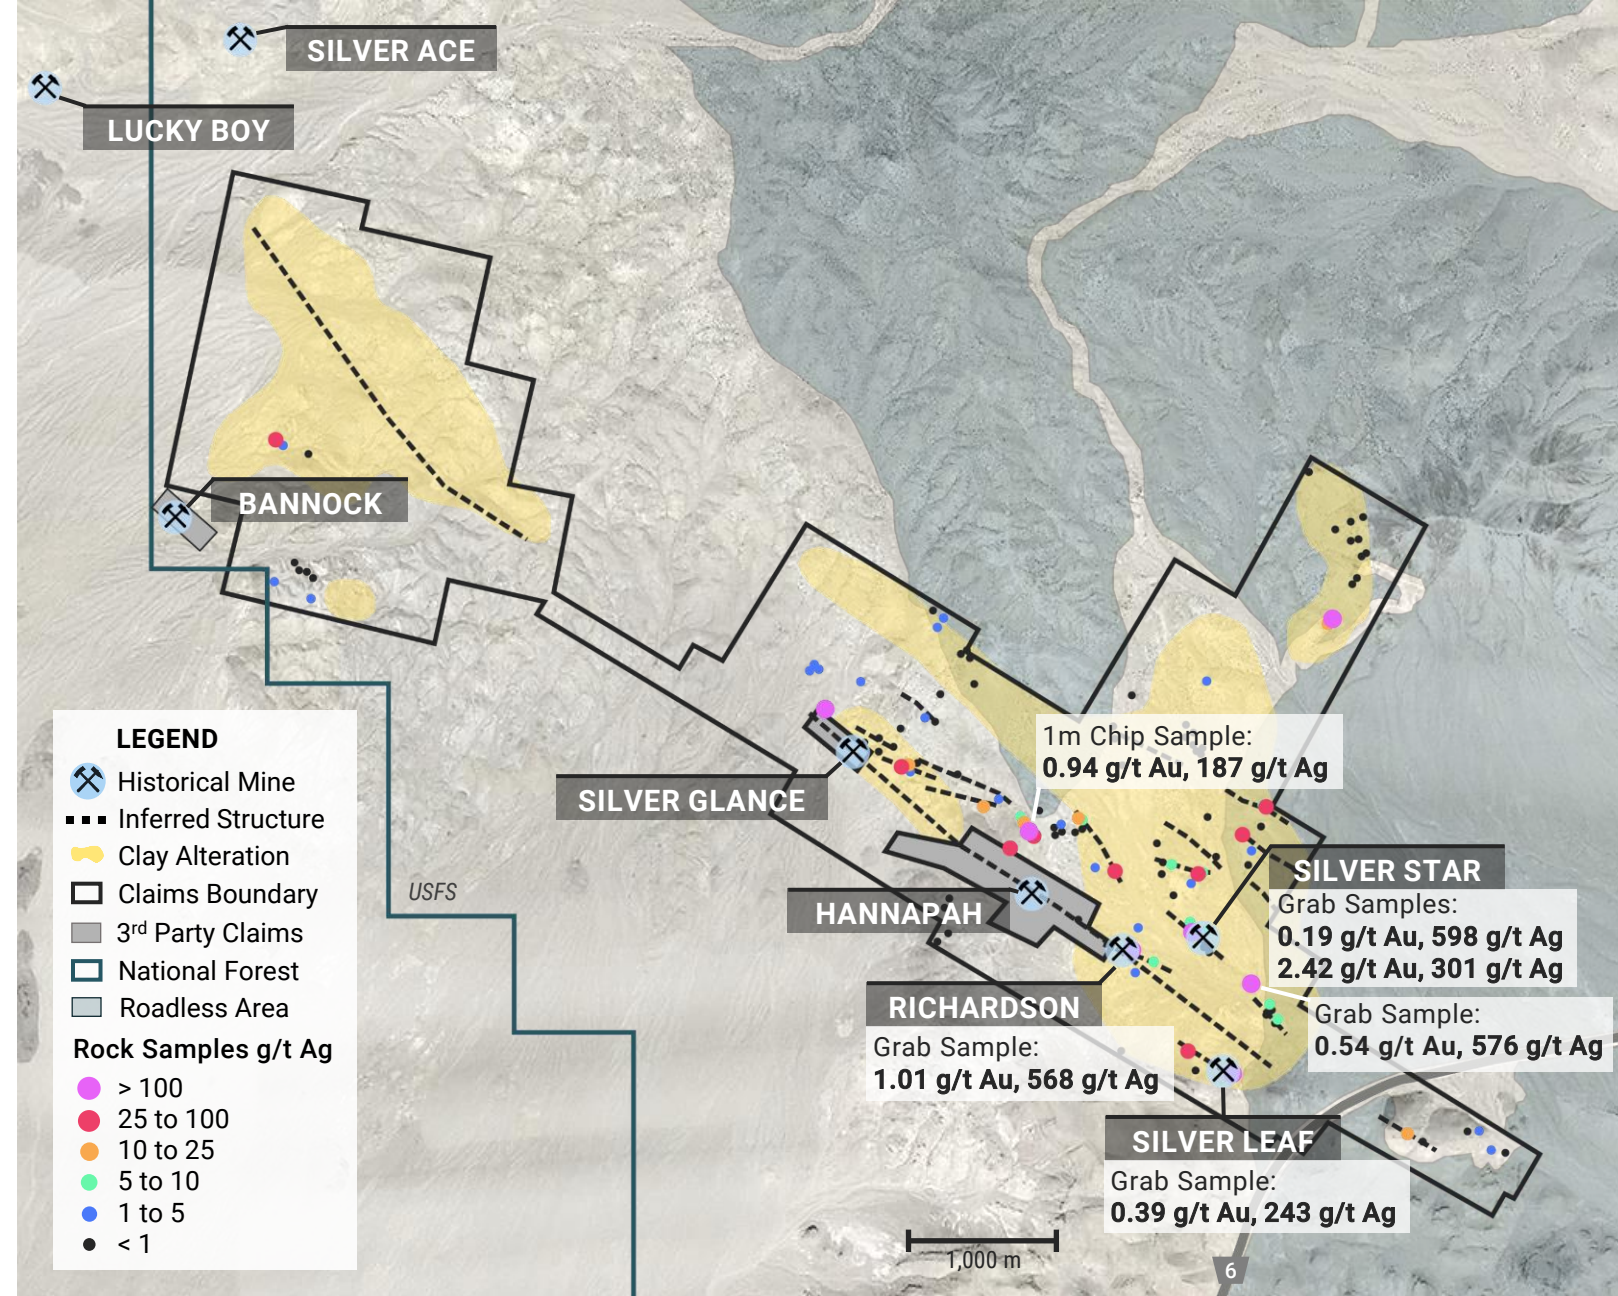 SILVER ACE
LUCKY BOY
BANNOCK
1m Chip Sample:
0.94 g/t Au, 187 g/t Ag
SILVER GLANCE
SILVER STAR
Grab Samples:
0.19 g/t Au, 598 g/t Ag
2.42 g/t Au, 301 g/t Ag
HANNAPAH
RICHARDSON
Grab Sample:
1.01 g/t Au, 568 g/t Ag
Grab Sample:
0.54 g/t Au, 576 g/t Ag
SILVER LEAF
Grab Sample:
0.39 g/t Au, 243 g/t Ag
USFS
1,000 m
6
LEGEND
Historical Mine
Inferred Structure
Clay Alteration
Claims Boundary
3rd Party Claims
National Forest
Roadless Area
Rock Samples g/t Ag
> 100
25 to 100
10 to 25
5 to 10
1 to 5
< 1